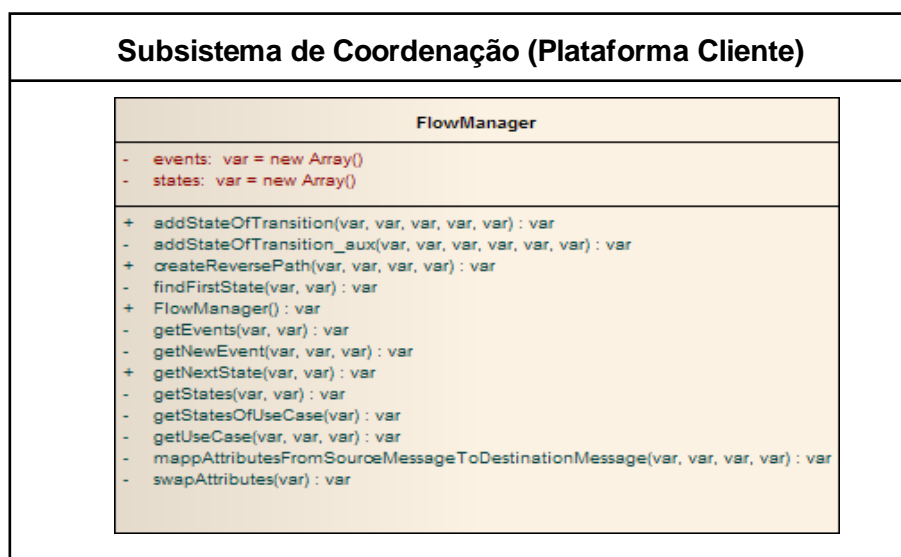 Subsistema de Coordenação (Plataforma Cliente)
FlowManager
- events: var = new Array()
- states: var = new Array()
+ addStateOfTransition(var, var, var, var, var) : var
- addStateOfTransition_aux(var, var, var, var, var, var) : var
+ createReversePath(var, var, var, var) : var
- findFirstState(var, var) : var
+ FlowManager() : var
- getEvents(var, var) : var
- getNewEvent(var, var, var) : var
+ getNextState(var, var) : var
- getStates(var, var) : var
- getStatesOfUseCase(var) : var
- getUseCase(var, var, var) : var
- mappAttributesFromSourceMessageToDestinationMessage(var, var, var, var) : var
- swapAttributes(var) : var